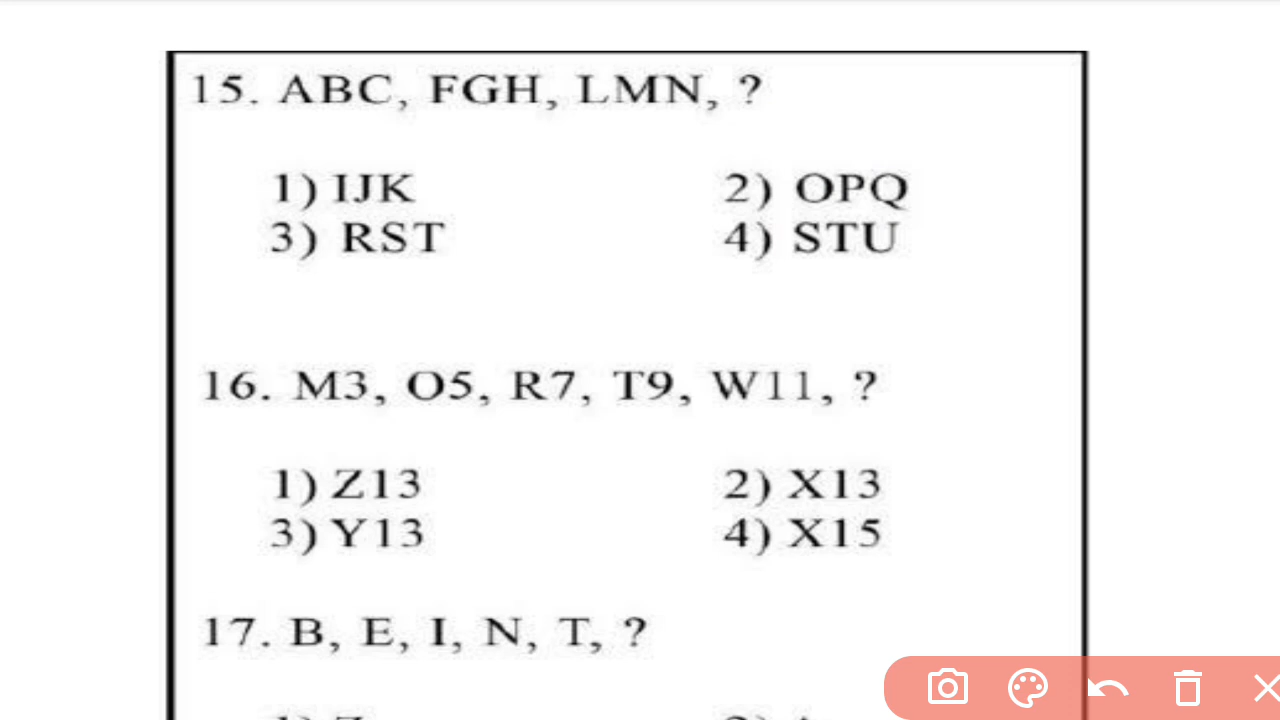 15. ABC, FGH, LMN, ?
1) IJK 2) OPQ
3) RST 4) STU
16. M3, O5, R7, T9, W11, ?
1) Z13 2) X13
3) Y13 4) X15
17. B, E, I, N, T, ?